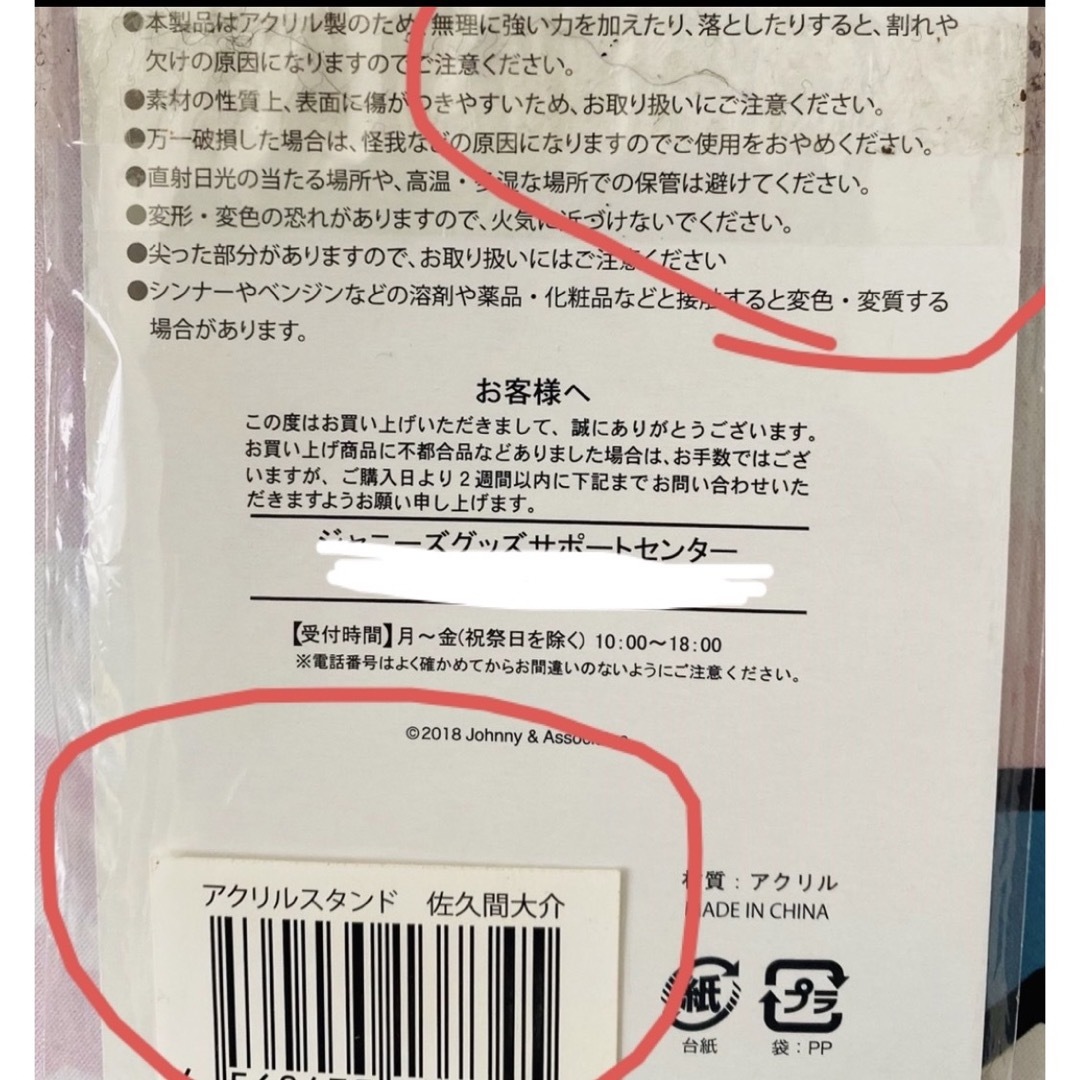 ●本製品はアクリル製のため、無理に強い力を加えたり、落としたりすると、割れや
欠けの原因になりますのでご注意ください。
●素材の性質上、表面に傷がつきやすいため、お取り扱いにご注意ください。
●万一破損した場合は、怪我などの原因になりますのでご使用をおやめください。
●直射日光の当たる場所や、高温・多湿な場所での保管は避けてください。
●変形・変色の恐れがありますので、火気に近づけないでください。
●尖った部分がありますので、お取り扱いにはご注意ください
●シンナーやベンジンなどの溶剤や薬品・化粧品などと接触すると変色・変質する
場合があります。
お客様へ
この度はお買い上げいただきまして、誠にありがとうございます。
お買い上げ商品に不都合品などありました場合は、お手数ではござ
いますが、ご購入日より2週間以内に下記までお問い合わせいた
だきますようお願い申し上げます。
ジャニーズグッズサポートセンター
【受付時間】月～金(祝祭日を除く) 10:00～18:00
※電話番号はよく確かめてからお間違いのないようにご注意ください。
©2018 Johnny & Associates
アクリルスタンド 佐久間大介
材質：アクリル
MADE IN CHINA
紙
プラ
台紙
袋：PP